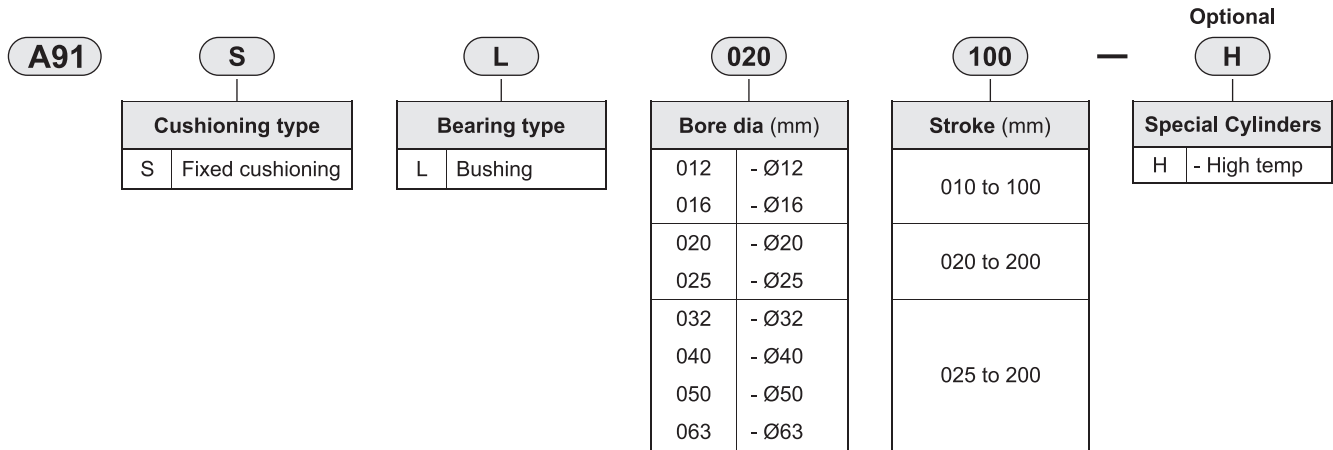 Optional
A91 S L 020 100 — H
Cushioning type
S Fixed cushioning
Bearing type
L Bushing
Bore dia (mm)
012 - Ø12
016 - Ø16
020 - Ø20
025 - Ø25
032 - Ø32
040 - Ø40
050 - Ø50
063 - Ø63
Stroke (mm)
010 to 100
020 to 200
025 to 200
Special Cylinders
H - High temp